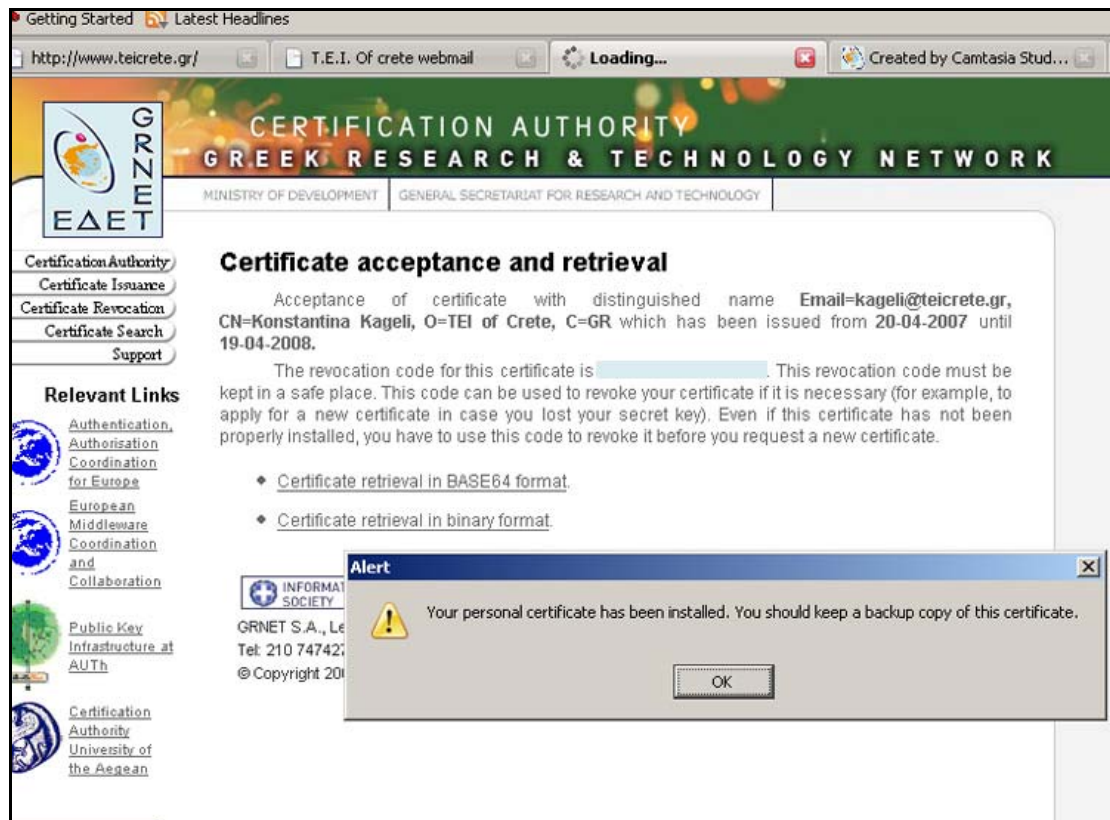 Getting Started Latest Headlines
http://www.teicrete.gr/ T.E.I. Of crete webmail Loading... Created by Camtasia Stud...
GRNET
ΕΔΕΤ
CERTIFICATION AUTHORITY
GREEK RESEARCH & TECHNOLOGY NETWORK
MINISTRY OF DEVELOPMENT GENERAL SECRETARIAT FOR RESEARCH AND TECHNOLOGY
Certification Authority
Certificate Issuance
Certificate Revocation
Certificate Search
Support
Relevant Links
Authentication,
Authorisation
Coordination
for Europe
European
Middleware
Coordination
and
Collaboration
Public Key
Infrastructure at
AUTh
Certification
Authority
University of
the Aegean
Certificate acceptance and retrieval
Acceptance of certificate with distinguished name Email=kageli@teicrete.gr,
CN=Konstantina Kageli, O=TEI of Crete, C=GR which has been issued from 20-04-2007 until
19-04-2008.
The revocation code for this certificate is . This revocation code must be
kept in a safe place. This code can be used to revoke your certificate if it is necessary (for example, to
apply for a new certificate in case you lost your secret key). Even if this certificate has not been
properly installed, you have to use this code to revoke it before you request a new certificate.
Certificate retrieval in BASE64 format.
Certificate retrieval in binary format.
SOCIETY
GRNET S.A.,
Tel: 210
© Copyright
Alert
Your personal certificate has been installed. You should keep a backup copy of this certificate.
OK